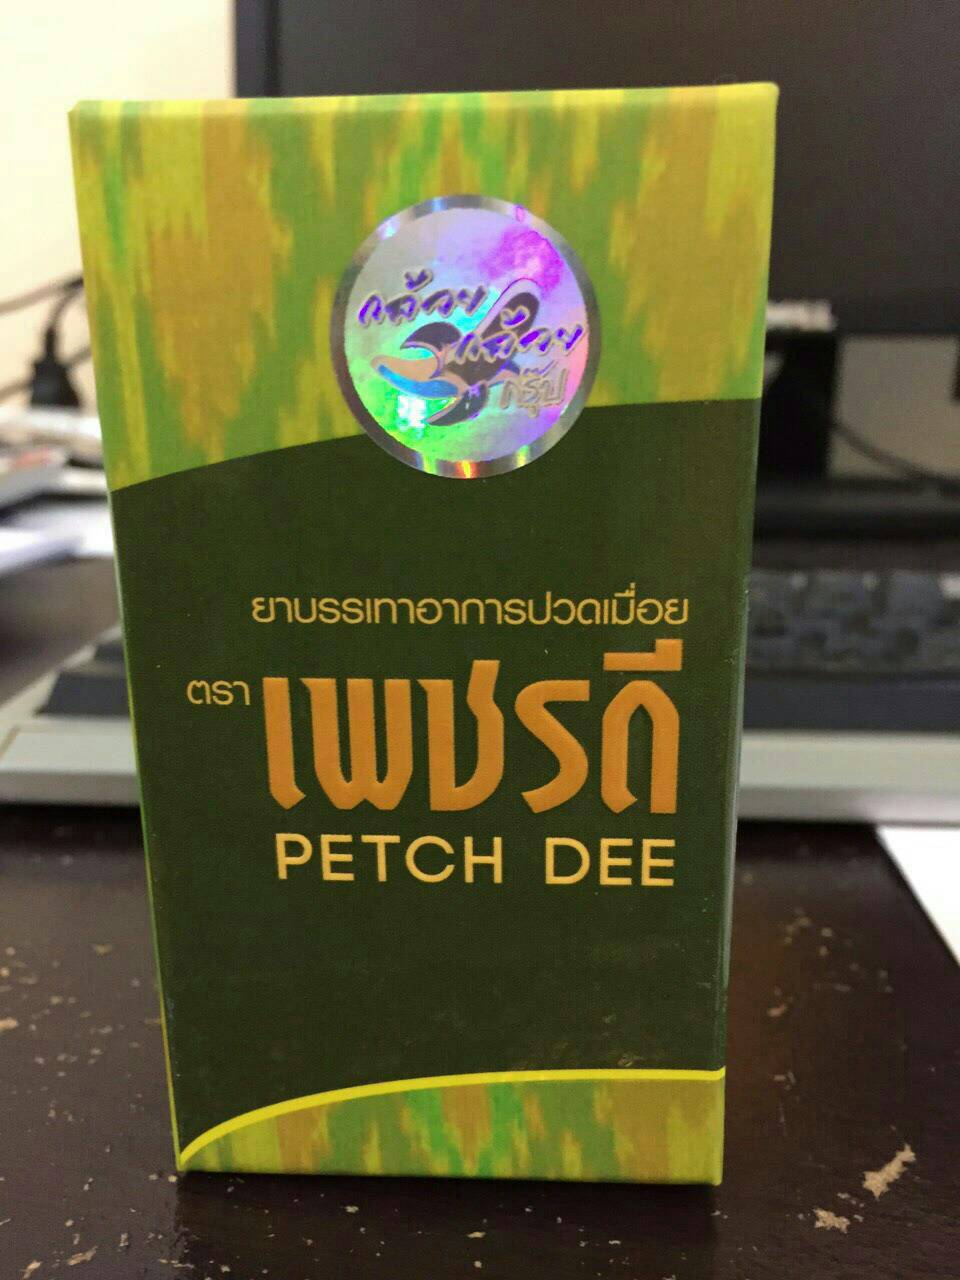 กล้วย
กล้วย
กรุ๊ป
ยาบรรเทาอาการปวดเมื่อย
ตรา เพชรดี
PETCH DEE